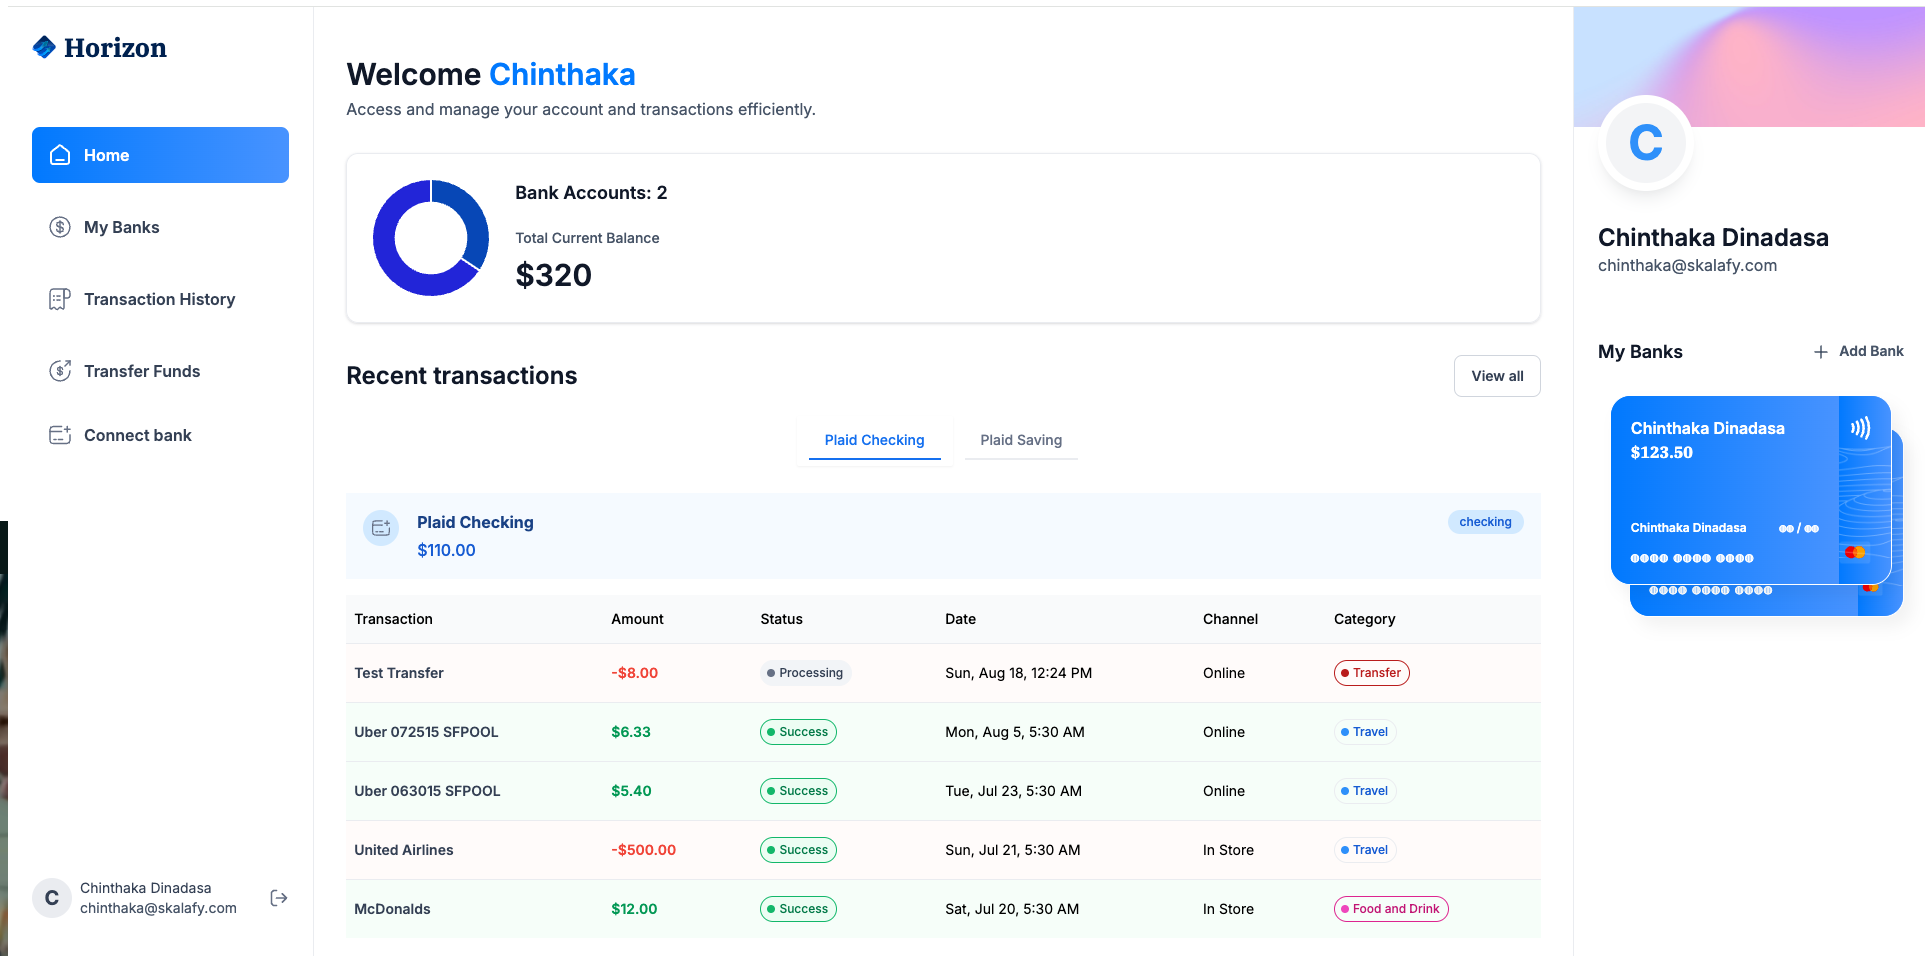 Horizon
Home
My Banks
Transaction History
Transfer Funds
Connect bank
C
Chinthaka Dinadasa
chinthaka@skalafy.com
Welcome Chinthaka
Access and manage your account and transactions efficiently.
Bank Accounts: 2
Total Current Balance
$320
Recent transactions
View all
Plaid Checking Plaid Saving
Plaid Checking
$110.00
checking
Transaction Amount Status Date Channel Category
Test Transfer -$8.00 Processing Sun, Aug 18, 12:24 PM Online Transfer
Uber 072515 SFPOOL $6.33 Success Mon, Aug 5, 5:30 AM Online Travel
Uber 063015 SFPOOL $5.40 Success Tue, Jul 23, 5:30 AM Online Travel
United Airlines -$500.00 Success Sun, Jul 21, 5:30 AM In Store Travel
McDonalds $12.00 Success Sat, Jul 20, 5:30 AM In Store Food and Drink
C
Chinthaka Dinadasa
chinthaka@skalafy.com
My Banks
+ Add Bank
Chinthaka Dinadasa
$123.50
Chinthaka Dinadasa ●● / ●●
●●●● ●●●● ●●●●
●●●● ●●●● ●●●●